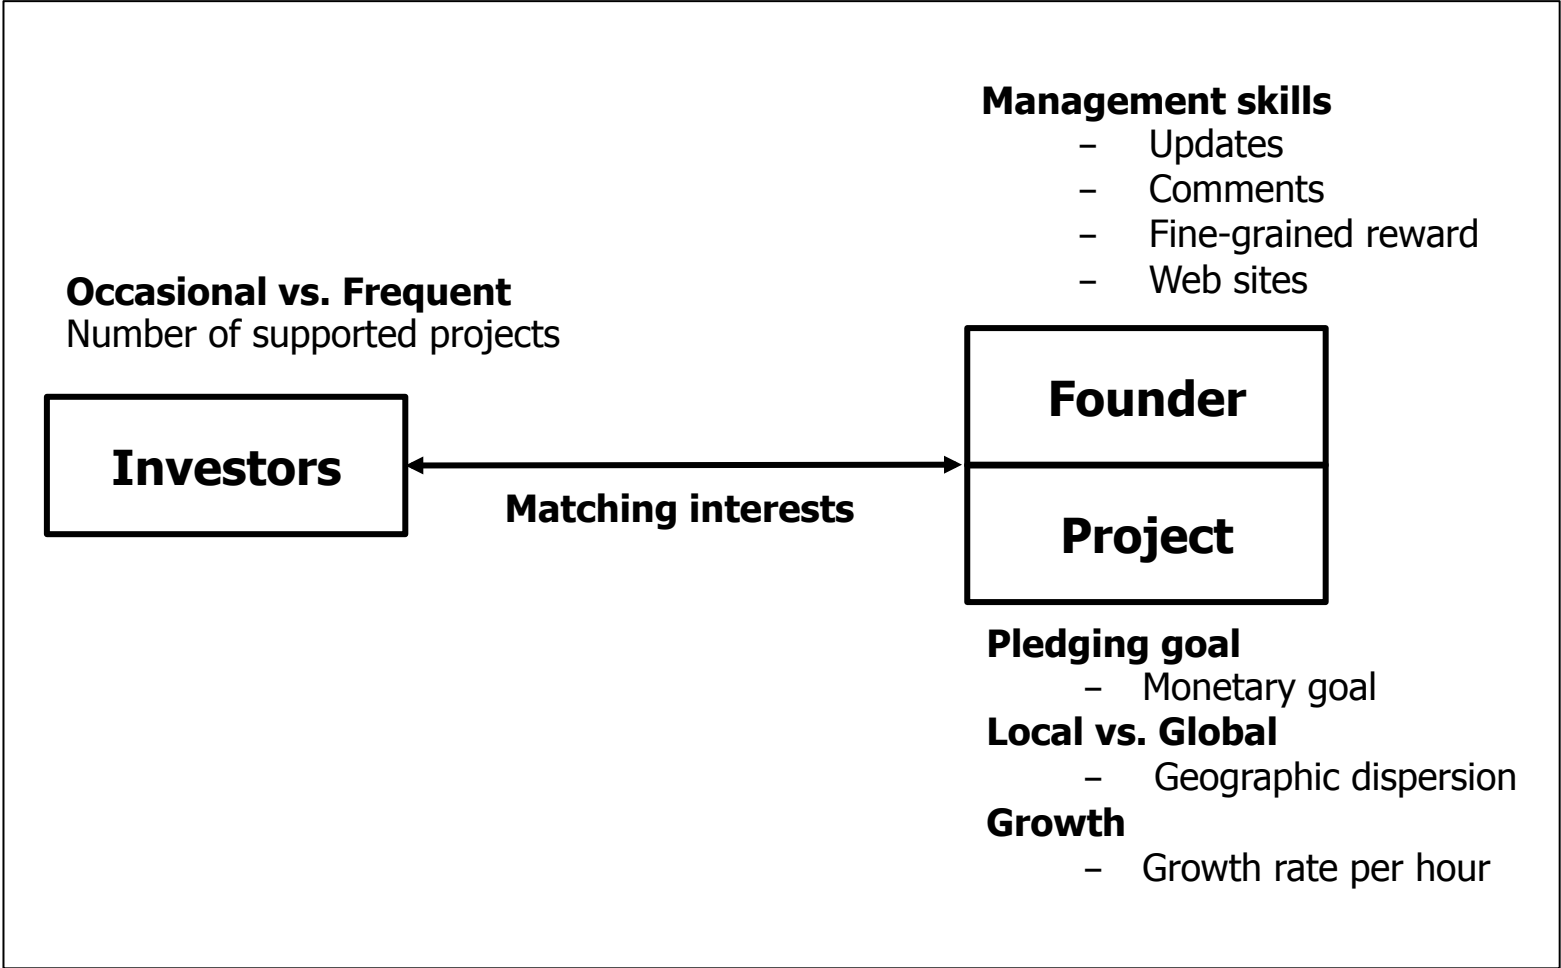 Management skills
– Updates
– Comments
– Fine-grained reward
– Web sites
Occasional vs. Frequent
Number of supported projects
Investors
Matching interests
Founder
Project
Pledging goal
– Monetary goal
Local vs. Global
– Geographic dispersion
Growth
– Growth rate per hour